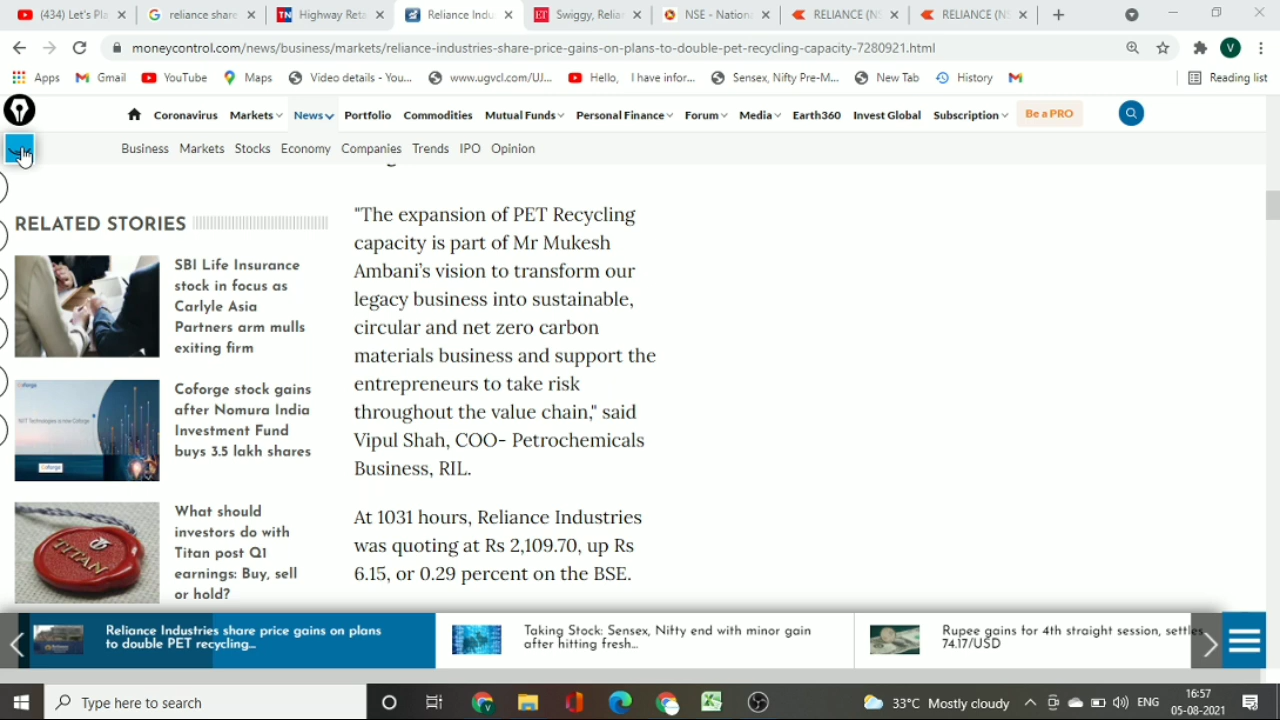 (434) Let's Pla
reliance share
Highway Reta
Reliance Indu
Swiggy, Relian
NSE - Nationa
RELIANCE (NS
RELIANCE (NS
moneycontrol.com/news/business/markets/reliance-industries-share-price-gains-on-plans-to-double-pet-recycling-capacity-7280921.html
V
Apps
Gmail
YouTube
Maps
Video details - You...
www.ugvcl.com/UJ...
Hello, I have infor...
Sensex, Nifty Pre-M...
New Tab
History
Reading list
Coronavirus
Markets
News
Portfolio
Commodities
Mutual Funds
Personal Finance
Forum
Media
Earth360
Invest Global
Subscription
Be a PRO
Business
Markets
Stocks
Economy
Companies
Trends
IPO
Opinion
RELATED STORIES
SBI Life Insurance
stock in focus as
Carlyle Asia
Partners arm mulls
exiting firm
Coforge stock gains
after Nomura India
Investment Fund
buys 3.5 lakh shares
TITAN
What should
investors do with
Titan post Q1
earnings: Buy, sell
or hold?
"The expansion of PET Recycling
capacity is part of Mr Mukesh
Ambani's vision to transform our
legacy business into sustainable,
circular and net zero carbon
materials business and support the
entrepreneurs to take risk
throughout the value chain," said
Vipul Shah, COO- Petrochemicals
Business, RIL.
At 1031 hours, Reliance Industries
was quoting at Rs 2,109.70, up Rs
6.15, or 0.29 percent on the BSE.
Reliance Industries share price gains on plans
to double PET recycling...
Taking Stock: Sensex, Nifty end with minor gain
after hitting fresh...
Rupee gains for 4th straight session, settles
74.17/USD
Type here to search
33°C Mostly cloudy
ENG
16:57
05-08-2021